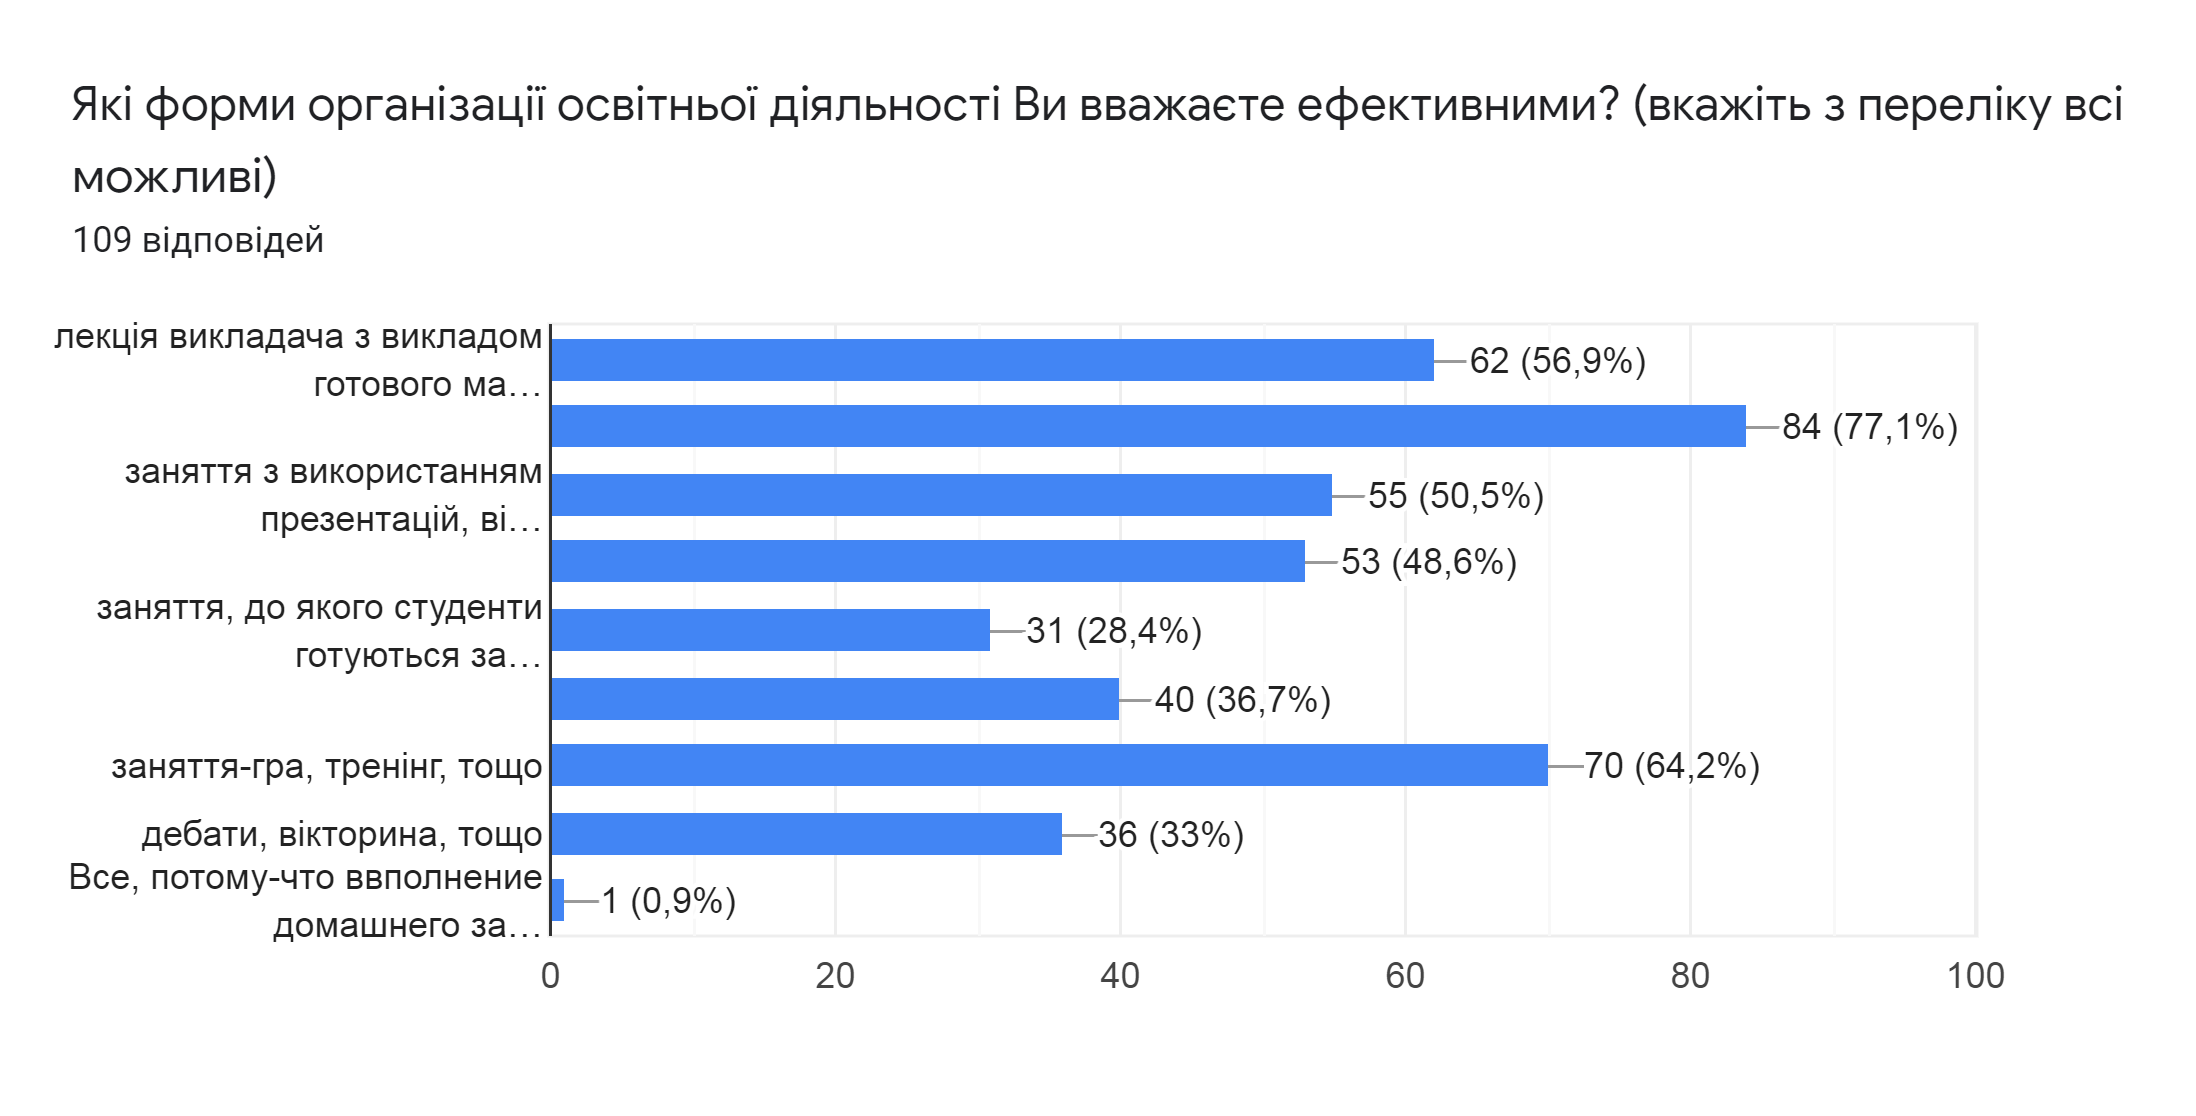 Які форми організації освітньої діяльності Ви вважаєте ефективними? (вкажіть з переліку всі
можливі)
109 відповідей
лекція викладача з викладом
готового ма…
62 (56,9%)
84 (77,1%)
заняття з використанням
презентацій, ві…
55 (50,5%)
53 (48,6%)
заняття, до якого студенти
готуються за…
31 (28,4%)
40 (36,7%)
заняття-гра, тренінг, тощо
70 (64,2%)
дебати, вікторина, тощо
36 (33%)
Все, потому-что ввполнение
домашнего за…
1 (0,9%)
0 20 40 60 80 100